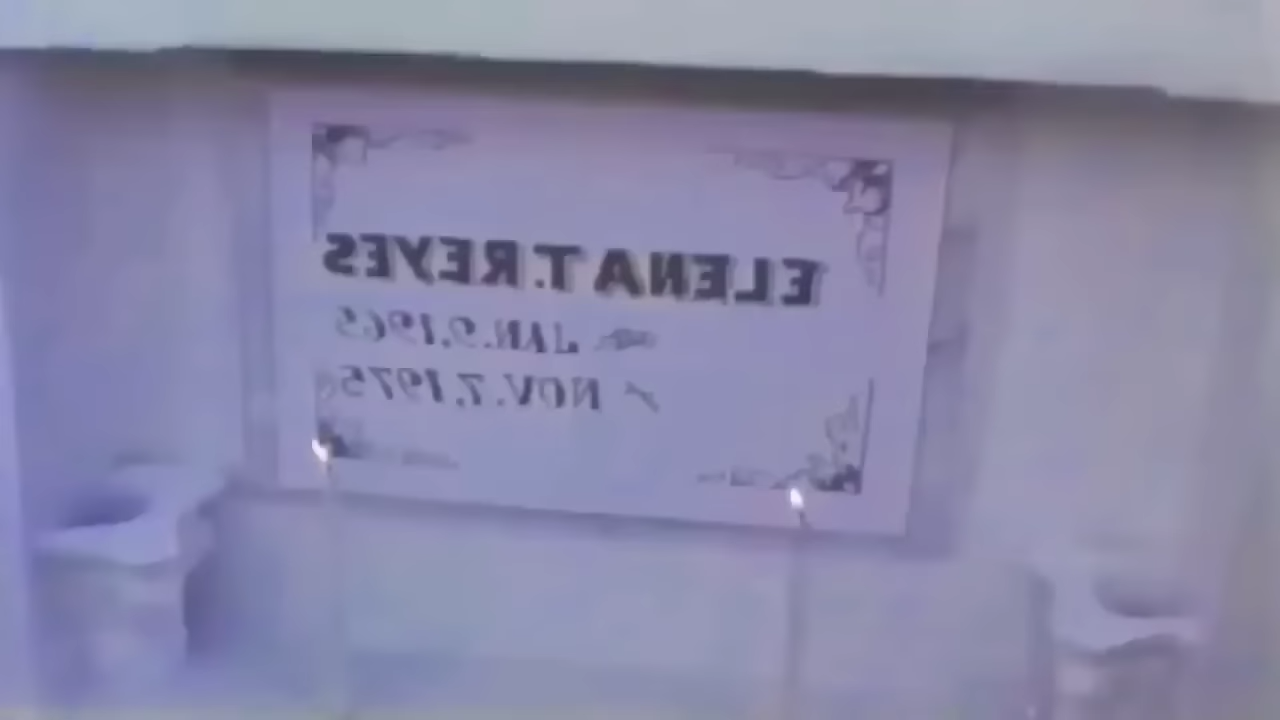 ELENA T. REYES
JAN. 9, 1965
NOV. 7, 1975